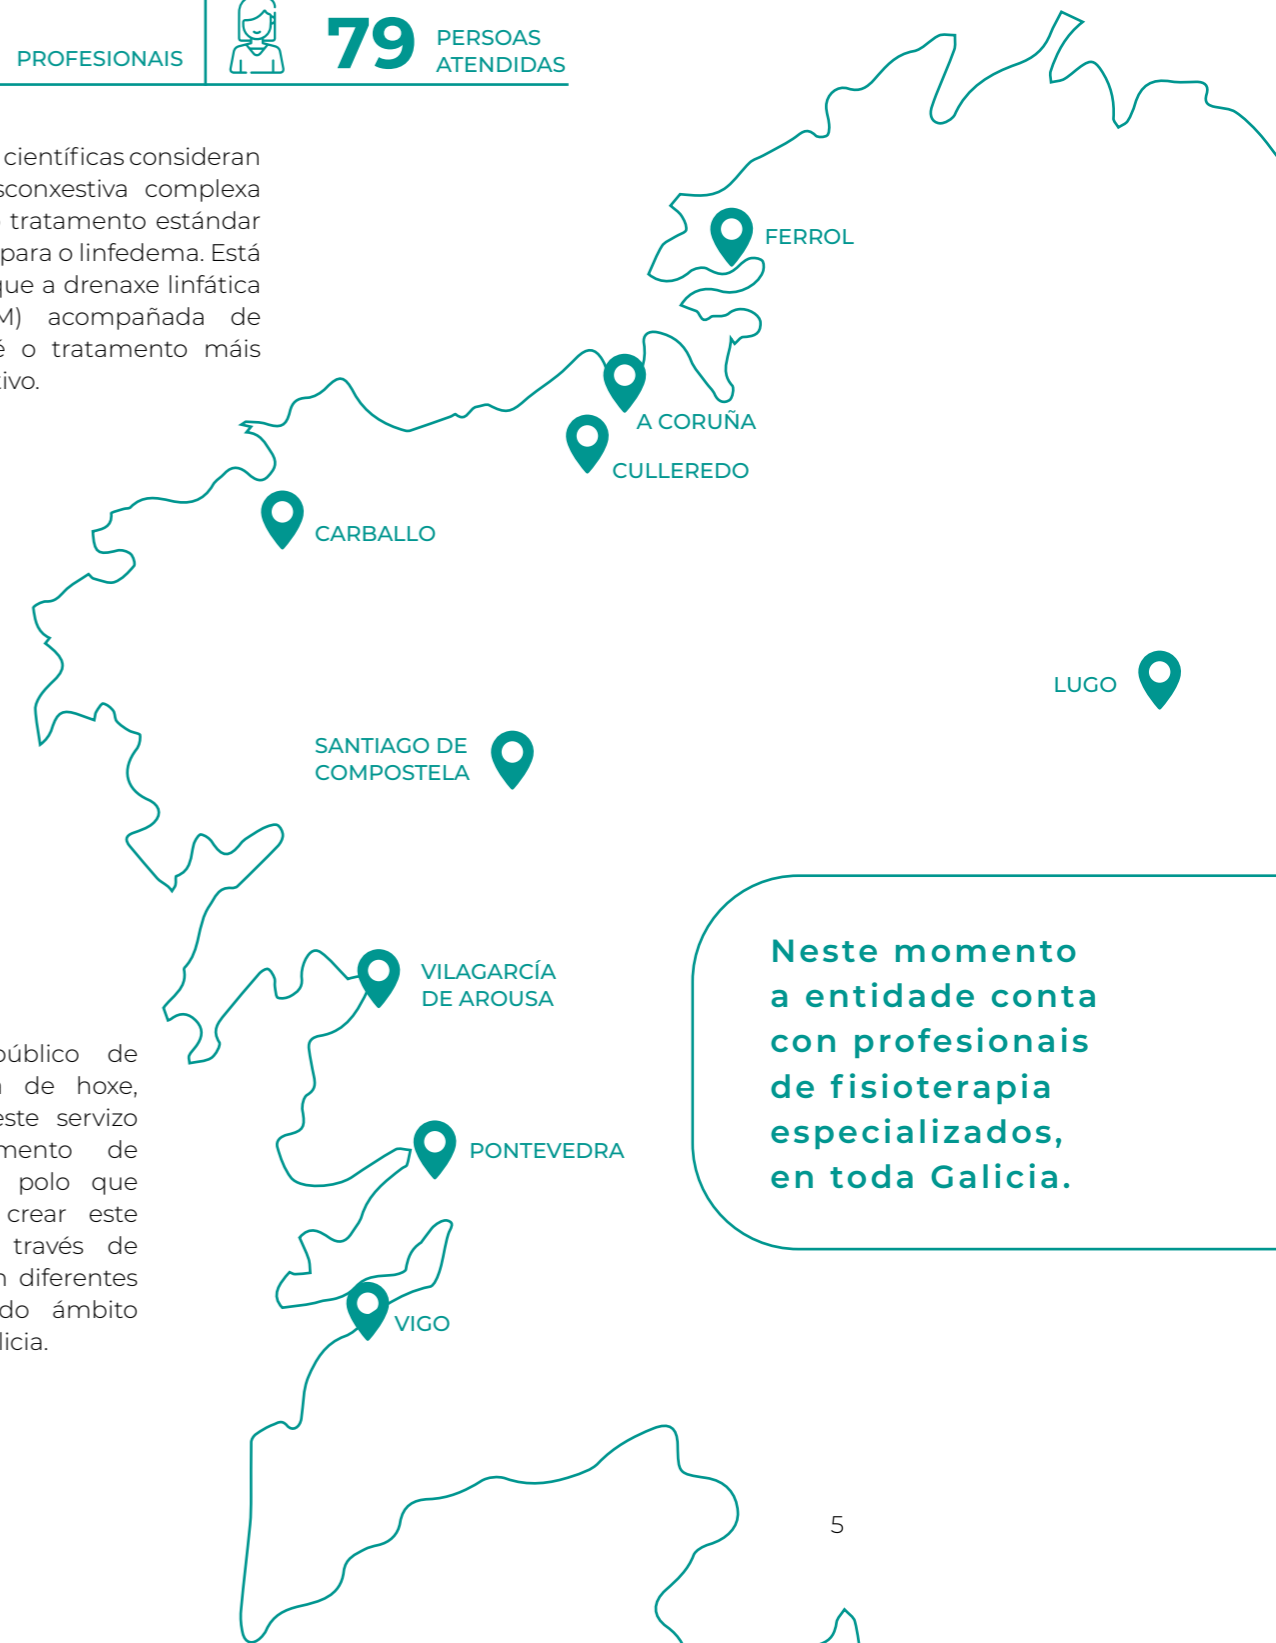 PROFESIONAIS
79 PERSOAS
ATENDIDAS
científicas consideran
sconxestiva complexa
tratamento estándar
para o linfedema. Está
que a drenaxe linfática
M) acompañada de
é o tratamento máis
tivo.
FERROL
A CORUÑA
CULLEREDO
CARBALLO
LUGO
SANTIAGO DE
COMPOSTELA
VILAGARCÍA
DE AROUSA
PONTEVEDRA
VIGO
Neste momento
a entidade conta
con profesionais
de fisioterapia
especializados,
en toda Galicia.
público de
de hoxe,
este servizo
mento de
polo que
crear este
través de
diferentes
do ámbito
licia.
5